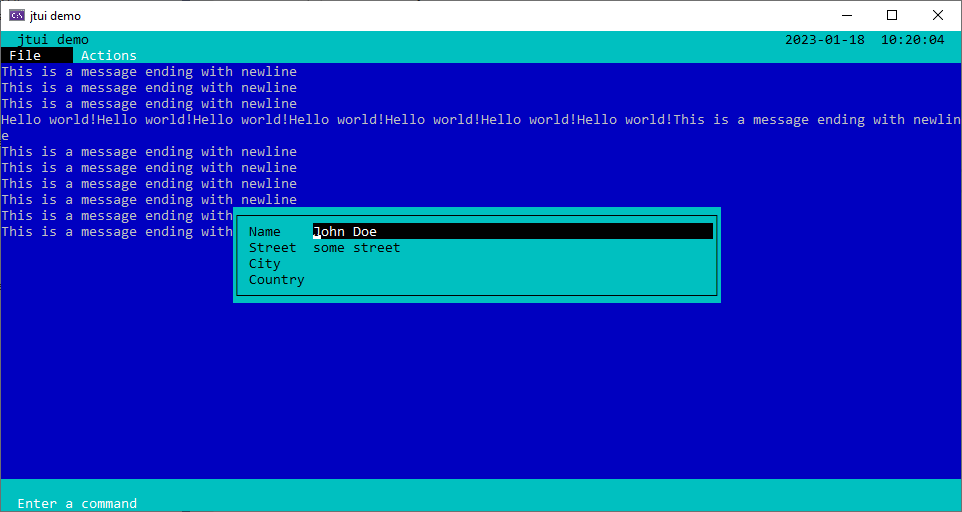 jtui demo
jtui demo 2023-01-18 10:20:04
File Actions
This is a message ending with newline
This is a message ending with newline
This is a message ending with newline
Hello world!Hello world!Hello world!Hello world!Hello world!Hello world!Hello world!This is a message ending with newlin
e
This is a message ending with newline
This is a message ending with newline
This is a message ending with newline
This is a message ending with newline
This is a message ending with
This is a message ending with
Name John Doe
Street some street
City
Country
Enter a command